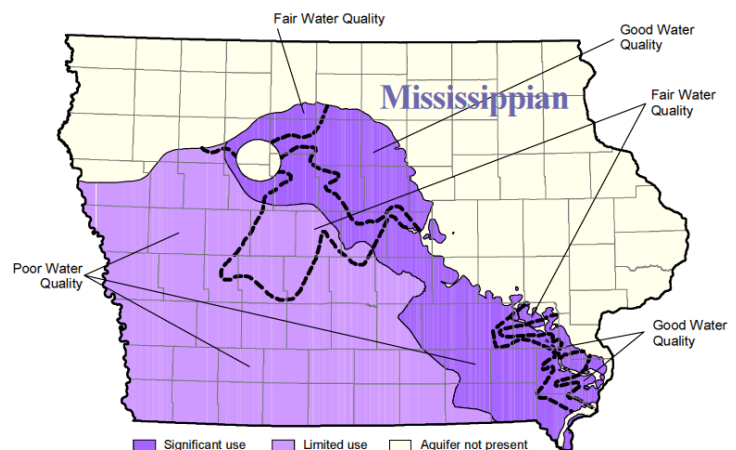 Fair Water Quality
Good Water
Quality
Mississippian
Fair Water
Quality
Poor Water
Quality
Good Water
Quality
Significant use
Limited use
Aquifer not present